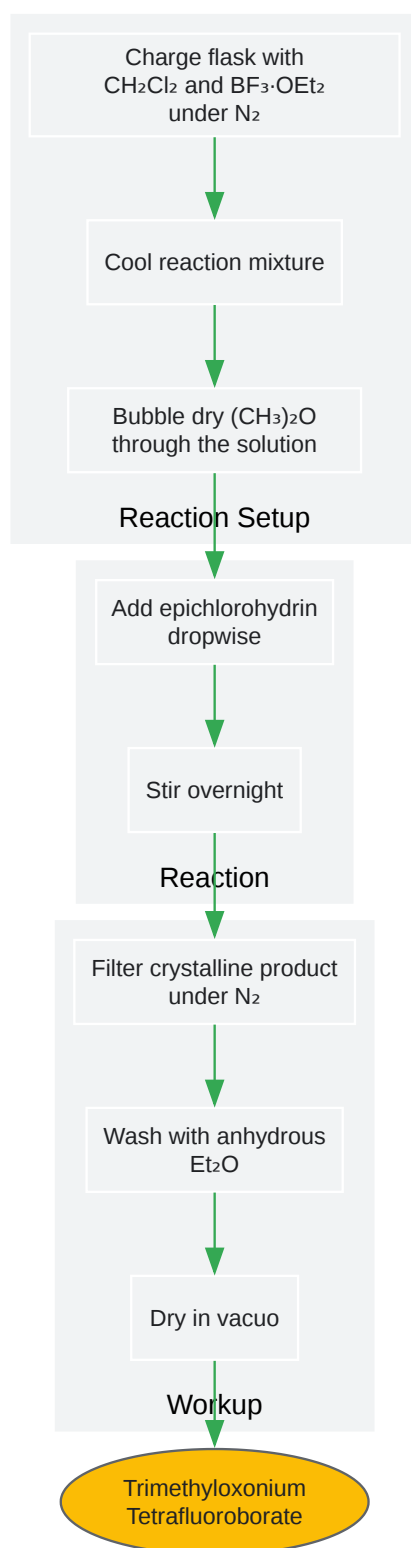 Charge flask with
CH₂Cl₂ and BF₃·OEt₂
under N₂
Cool reaction mixture
Bubble dry (CH₃)₂O
through the solution
Reaction Setup
Add epichlorohydrin
dropwise
Stir overnight
Reaction
Filter crystalline product
under N₂
Wash with anhydrous
Et₂O
Dry in vacuo
Workup
Trimethyloxonium
Tetrafluoroborate